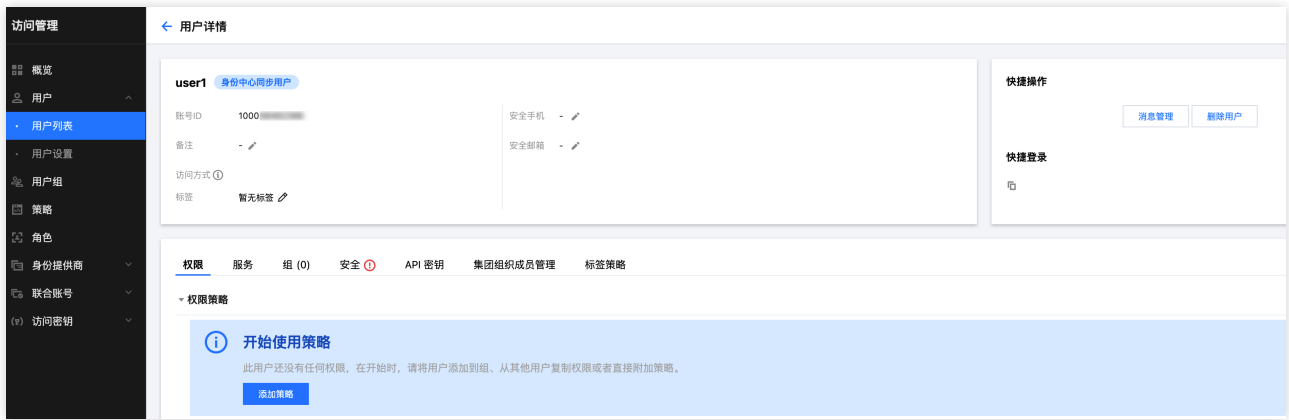 访问管理
← 用户详情
概览
用户
用户列表
用户设置
用户组
策略
角色
身份提供商
联合账号
访问密钥
user1 身份中心同步用户
账号ID 1000
备注 -
访问方式
标签 暂无标签
安全手机 -
安全邮箱 -
快捷操作
消息管理 删除用户
快捷登录
权限 服务 组 (0) 安全 API 密钥 集团组织成员管理 标签策略
权限策略
开始使用策略
此用户还没有任何权限，在开始时，请将用户添加到组、从其他用户复制权限或者直接附加策略。
添加策略